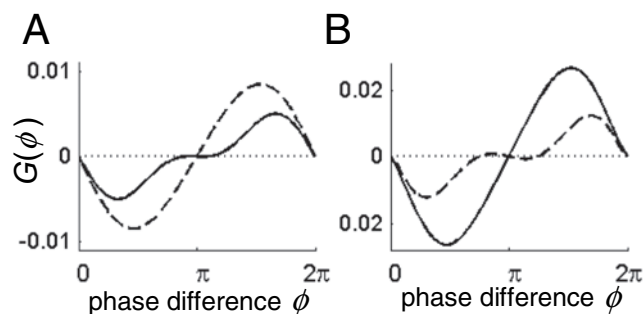 A
B
0.01
0
-0.01
G(ϕ)
0
π
2π
phase difference ϕ
0.02
0
0.02
0
π
2π
phase difference ϕ